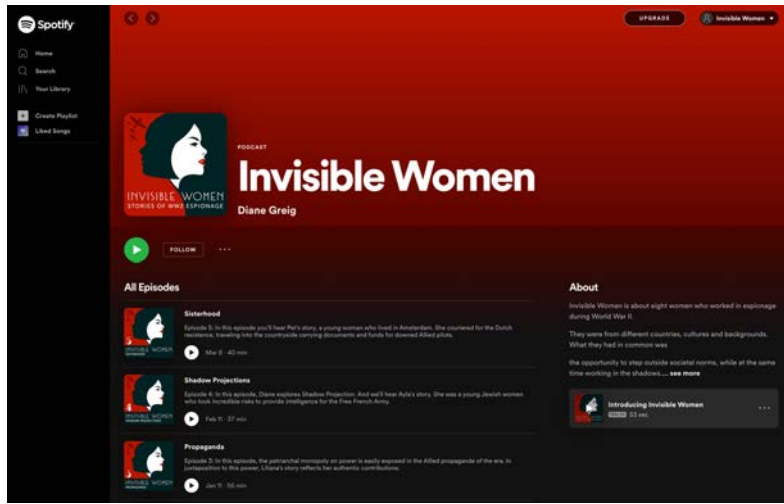 Spotify
UPGRADE
Invisible Women
Home
Search
Your Library
Create Playlist
Liked Songs
PODCAST
Invisible Women
Diane Greig
INVISIBLE WOMEN
STORIES OF WW2 ESPIONAGE
FOLLOW
All Episodes
Sisterhood
Episode 5: In this episode you'll hear Pel's story, a young women who lived in Amsterdam. She couriered for the Dutch
resistance, traveling into the countryside carrying documents and funds for downed Allied pilots.
Mar 8 · 40 min
INVISIBLE WOMEN
Shadow Projections
Episode 4: In this episode, Diane explores Shadow Projection. And we'll hear Ayla's story. She was a young Jewish women
who took incredible risks to provide intelligence for the Free French Army.
Feb 11 · 37 min
INVISIBLE WOMEN
Propaganda
Episode 3: In this episode, the patriarchal monopoly on power is easily exposed in the Allied propaganda of the era. In
juxtaposition to this power, Liliana's story reflects her authentic contributions.
Jan 11 · 56 min
INVISIBLE WOMEN
About
Invisible Women is about eight women who worked in espionage
during World War II.
They were from different countries, cultures and backgrounds.
What they had in common was
the opportunity to step outside societal norms, while at the same
time working in the shadows.... see more
Introducing Invisible Women
TRAILER 53 sec